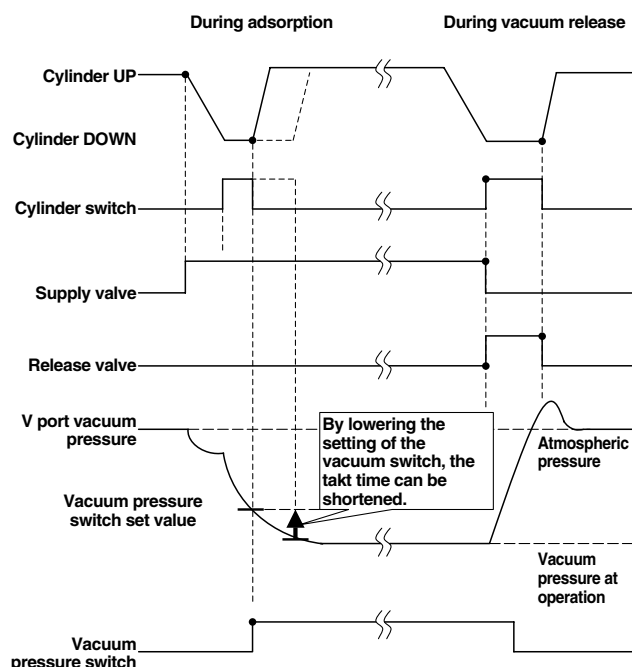 During adsorption
During vacuum release
Cylinder UP
Cylinder DOWN
Cylinder switch
Supply valve
Release valve
V port vacuum
pressure
By lowering the
setting of the
vacuum switch, the
takt time can be
shortened.
Atmospheric
pressure
Vacuum pressure
switch set value
Vacuum
pressure at
operation
Vacuum
pressure switch